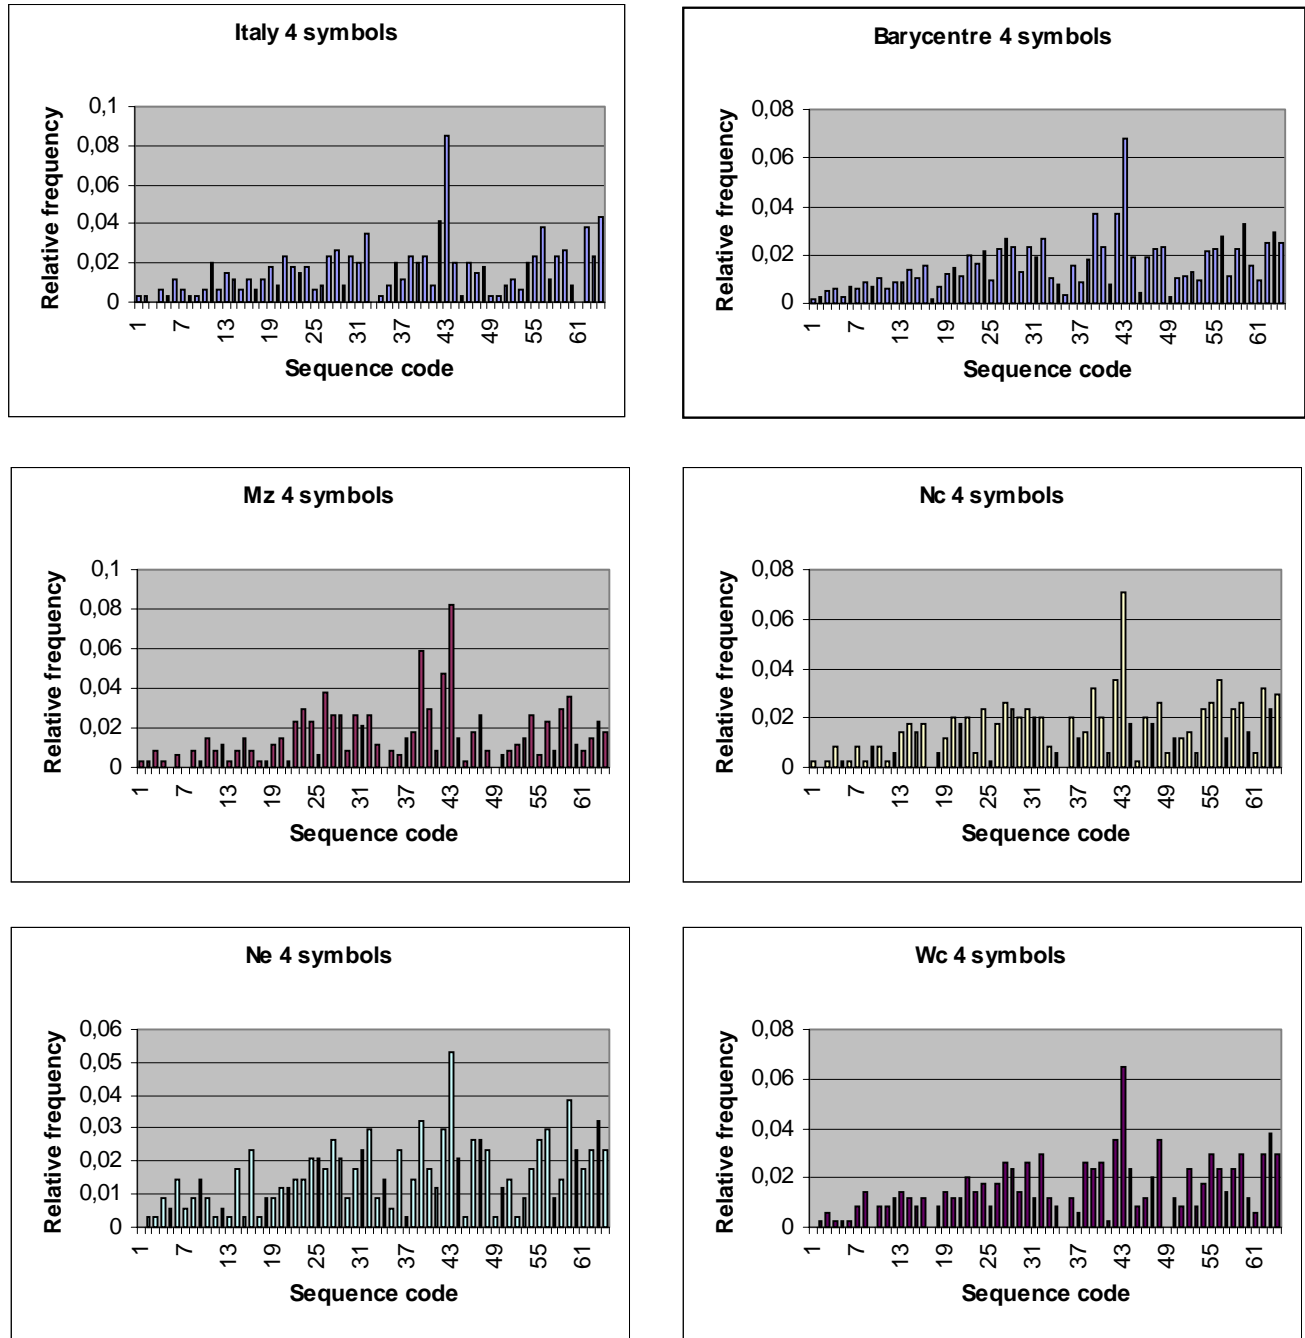 Italy 4 symbols
Relative frequency
0,1
0,08
0,06
0,04
0,02
0
1 7 13 19 25 31 37 43 49 55 61
Sequence code
Barycentre 4 symbols
Relative frequency
0,08
0,06
0,04
0,02
0
1 7 13 19 25 31 37 43 49 55 61
Sequence code
Mz 4 symbols
Relative frequency
0,1
0,08
0,06
0,04
0,02
0
1 7 13 19 25 31 37 43 49 55 61
Sequence code
Nc 4 symbols
Relative frequency
0,08
0,06
0,04
0,02
0
1 7 13 19 25 31 37 43 49 55 61
Sequence code
Ne 4 symbols
Relative frequency
0,06
0,05
0,04
0,03
0,02
0,01
0
1 7 13 19 25 31 37 43 49 55 61
Sequence code
Wc 4 symbols
Relative frequency
0,08
0,06
0,04
0,02
0
1 7 13 19 25 31 37 43 49 55 61
Sequence code